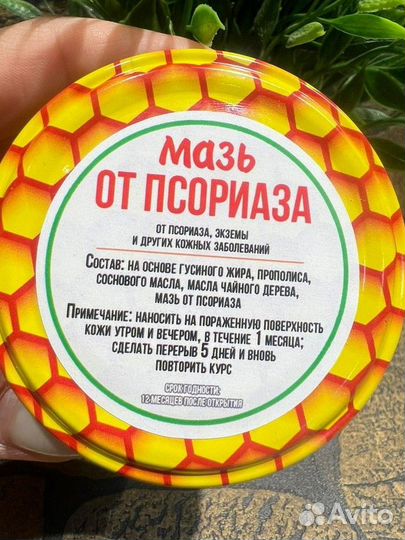 Мазь
ОТ ПСОРИАЗА
ОТ ПСОРИАЗА, ЭКЗЕМЫ
И ДРУГИХ КОЖНЫХ ЗАБОЛЕВАНИЙ
СОСТАВ: НА ОСНОВЕ ГУСИНОГО ЖИРА, ПРОПОЛИСА,
СОСНОВОГО МАСЛА, МАСЛА ЧАЙНОГО ДЕРЕВА,
МАЗЬ ОТ ПСОРИАЗА
ПРИМЕЧАНИЕ: НАНОСИТЬ НА ПОРАЖЕННУЮ ПОВЕРХНОСТЬ
КОЖИ УТРОМ И ВЕЧЕРОМ, В ТЕЧЕНИЕ 1 МЕСЯЦА;
СДЕЛАТЬ ПЕРЕРЫВ 5 ДНЕЙ И ВНОВЬ
ПОВТОРИТЬ КУРС
СРОК ГОДНОСТИ:
12 МЕСЯЦЕВ ПОСЛЕ ОТКРЫТИЯ
Avito